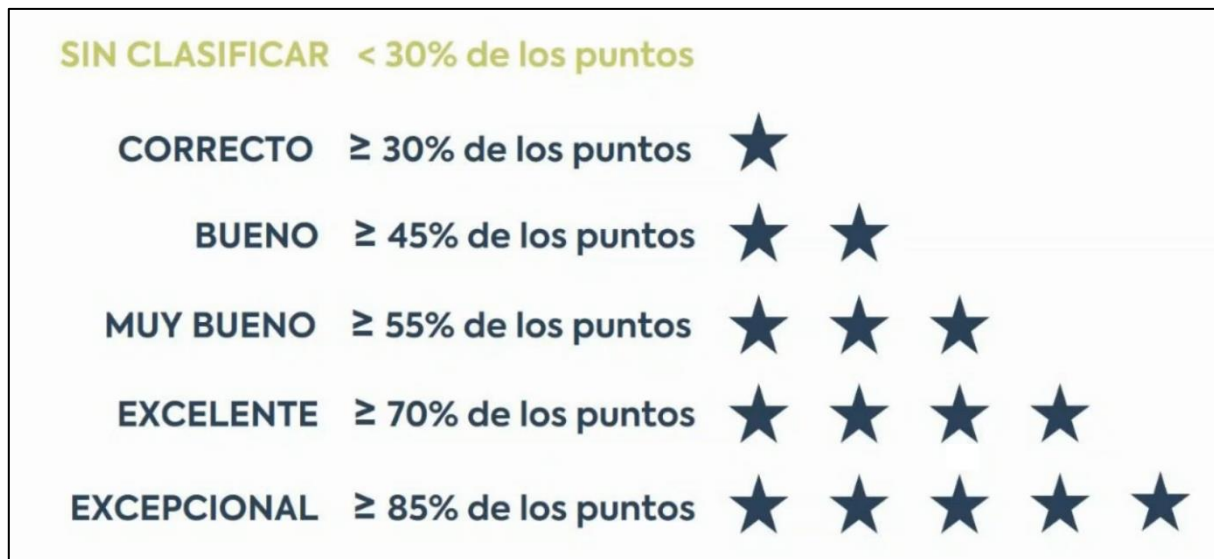 SIN CLASIFICAR < 30% de los puntos
CORRECTO ≥ 30% de los puntos
BUENO ≥ 45% de los puntos
MUY BUENO ≥ 55% de los puntos
EXCELENTE ≥ 70% de los puntos
EXCEPCIONAL ≥ 85% de los puntos